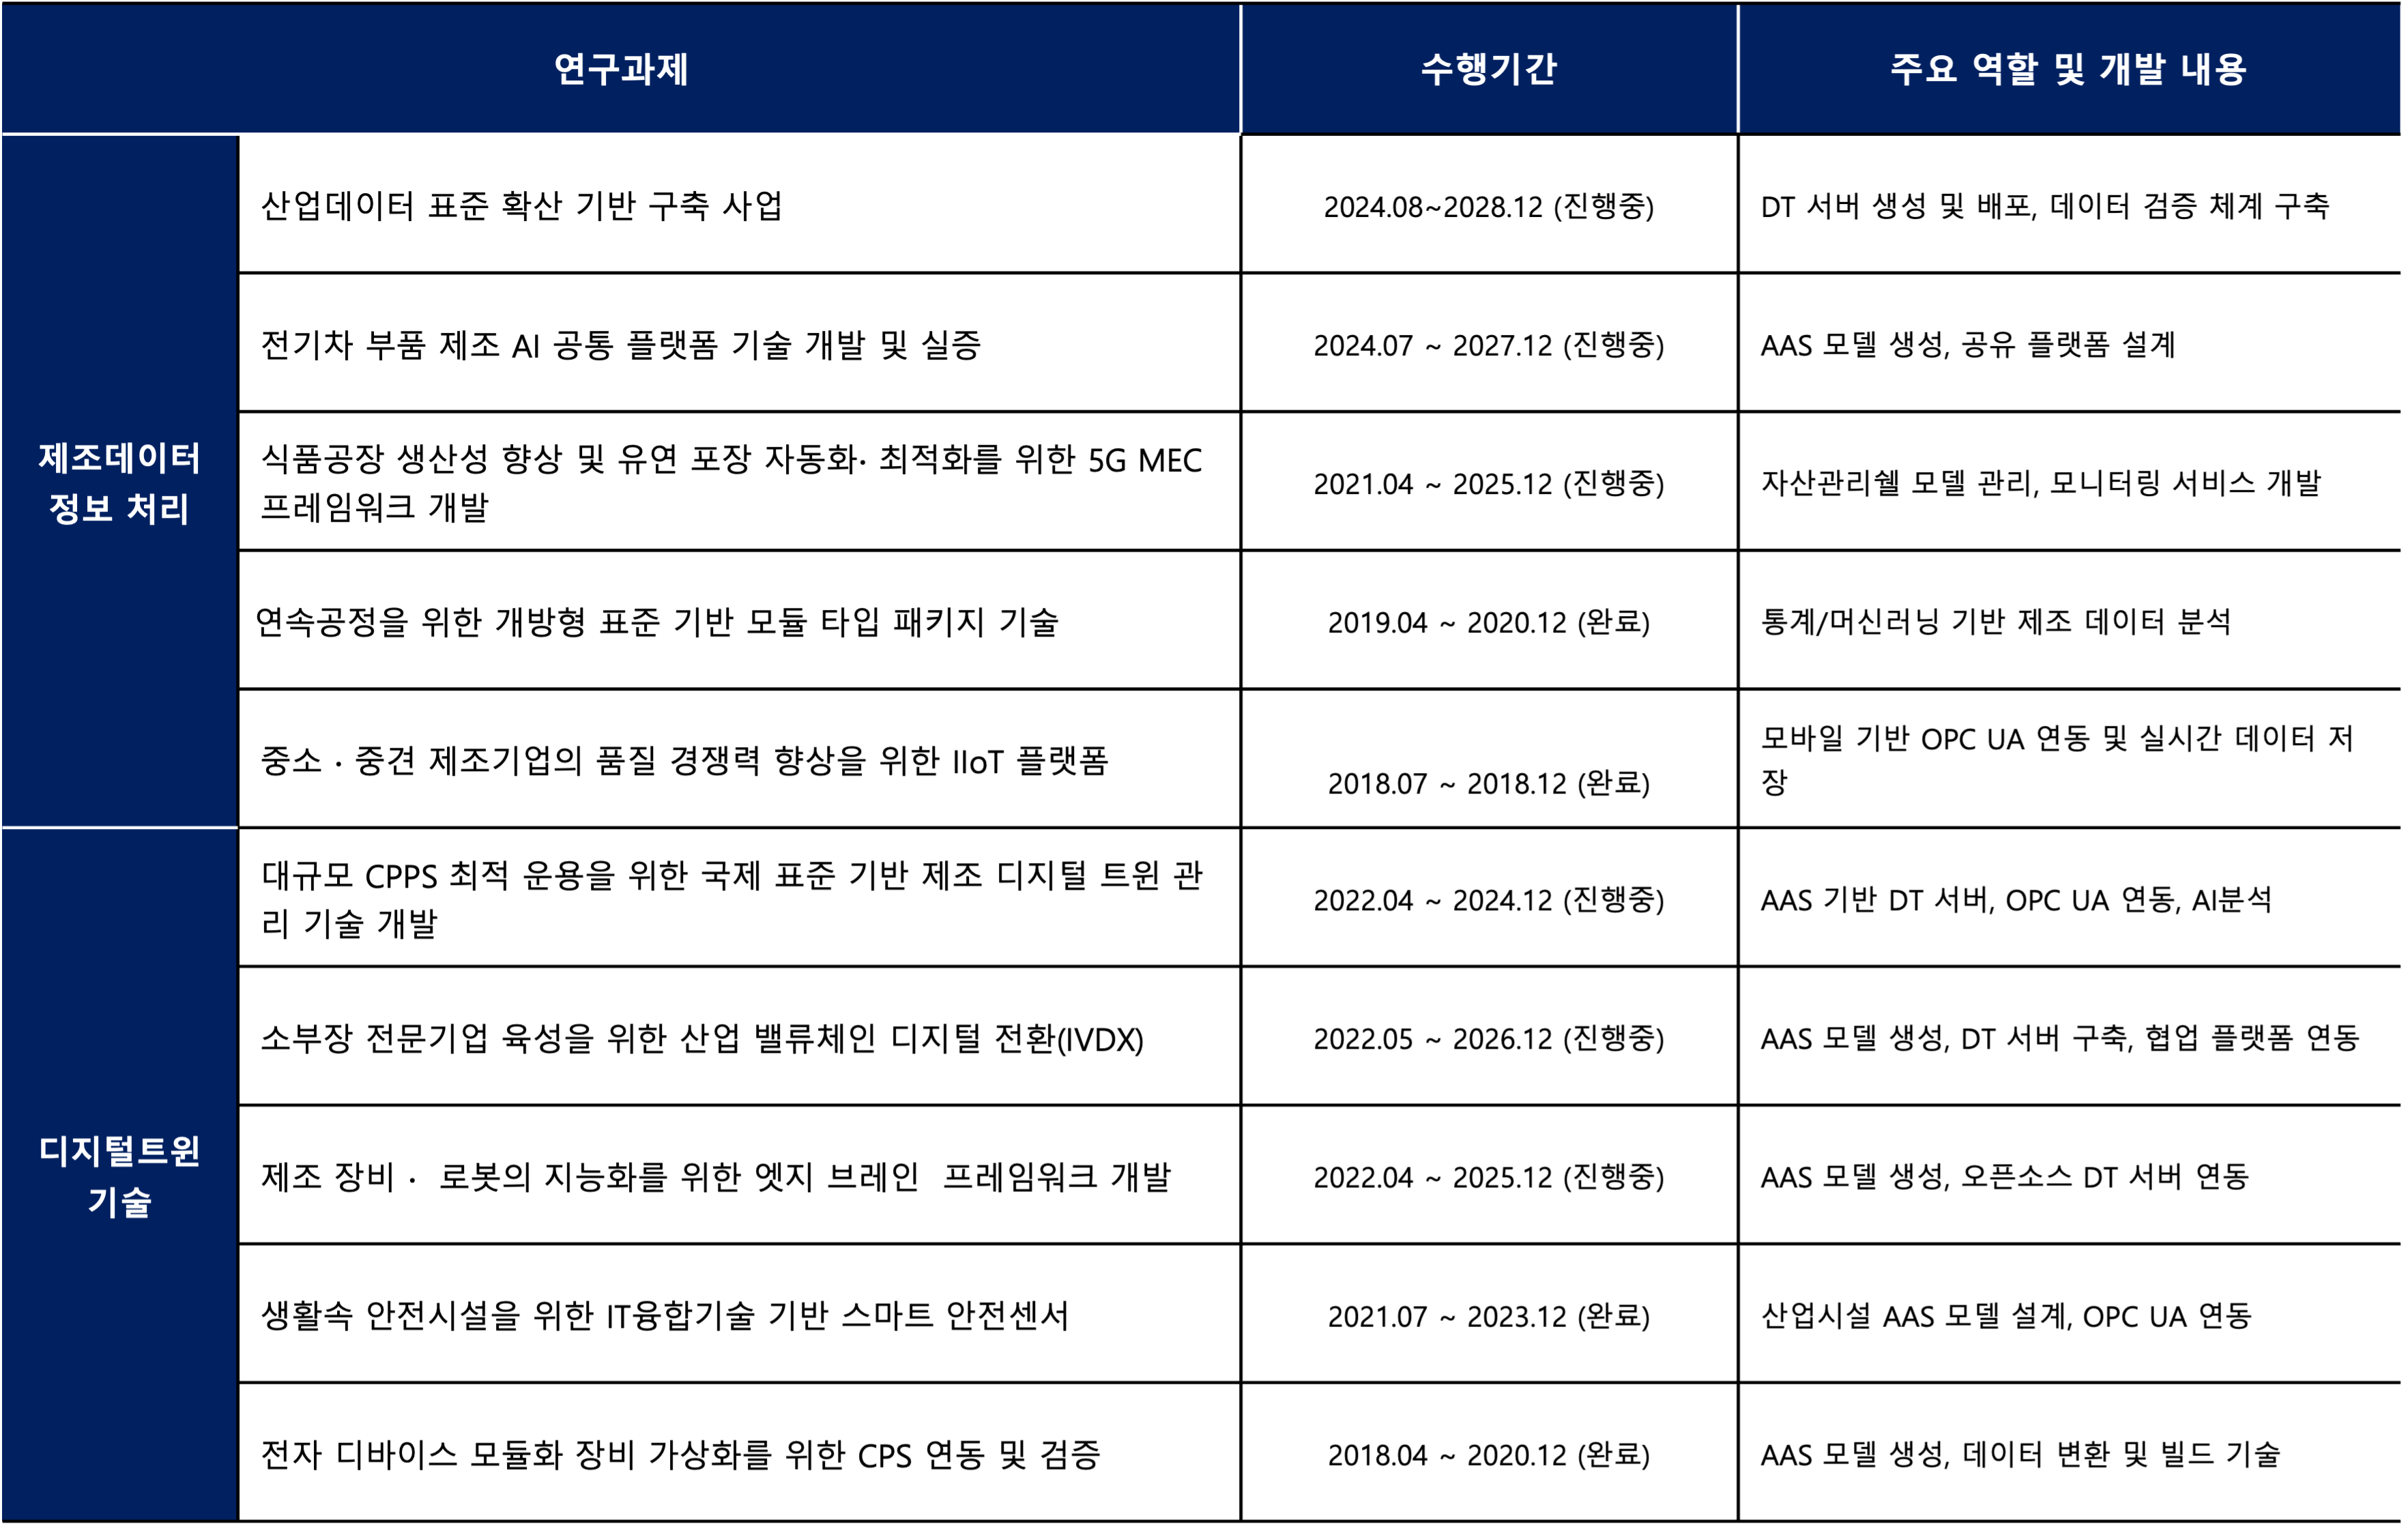 연구과제
수행기간
주요 역할 및 개발 내용
제조데이터
정보 처리
산업데이터 표준 확산 기반 구축 사업
2024.08~2028.12 (진행중)
DT 서버 생성 및 배포, 데이터 검증 체계 구축
전기차 부품 제조 AI 공통 플랫폼 기술 개발 및 실증
2024.07 ~ 2027.12 (진행중)
AAS 모델 생성, 공유 플랫폼 설계
식품공장 생산성 향상 및 유연 포장 자동화· 최적화를 위한 5G MEC
프레임워크 개발
2021.04 ~ 2025.12 (진행중)
자산관리쉘 모델 관리, 모니터링 서비스 개발
연속공정을 위한 개방형 표준 기반 모듈 타입 패키지 기술
2019.04 ~ 2020.12 (완료)
통계/머신러닝 기반 제조 데이터 분석
중소 · 중견 제조기업의 품질 경쟁력 향상을 위한 IIoT 플랫폼
2018.07 ~ 2018.12 (완료)
모바일 기반 OPC UA 연동 및 실시간 데이터 저
장
디지털트윈
기술
대규모 CPPS 최적 운용을 위한 국제 표준 기반 제조 디지털 트윈 관
리 기술 개발
2022.04 ~ 2024.12 (진행중)
AAS 기반 DT 서버, OPC UA 연동, AI분석
소부장 전문기업 육성을 위한 산업 밸류체인 디지털 전환(IVDX)
2022.05 ~ 2026.12 (진행중)
AAS 모델 생성, DT 서버 구축, 협업 플랫폼 연동
제조 장비 · 로봇의 지능화를 위한 엣지 브레인 프레임워크 개발
2022.04 ~ 2025.12 (진행중)
AAS 모델 생성, 오픈소스 DT 서버 연동
생활속 안전시설을 위한 IT융합기술 기반 스마트 안전센서
2021.07 ~ 2023.12 (완료)
산업시설 AAS 모델 설계, OPC UA 연동
전자 디바이스 모듈화 장비 가상화를 위한 CPS 연동 및 검증
2018.04 ~ 2020.12 (완료)
AAS 모델 생성, 데이터 변환 및 빌드 기술